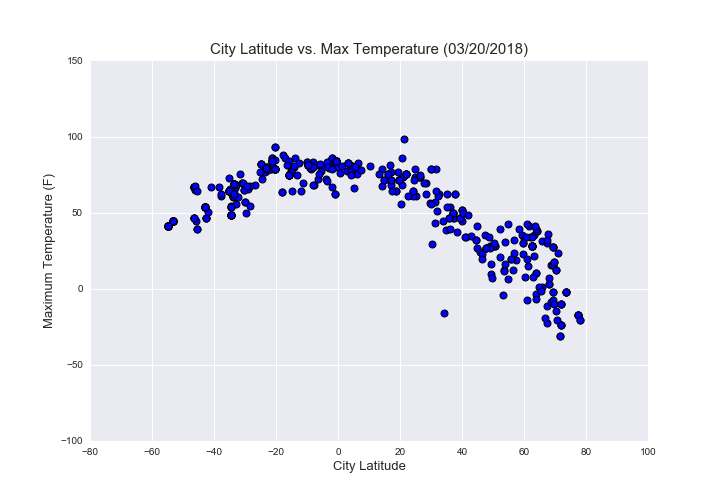 City Latitude vs. Max Temperature (03/20/2018)
150
100
50
0
−50
−100
Maximum Temperature (F)
−80 −60 −40 −20 0 20 40 60 80 100
City Latitude